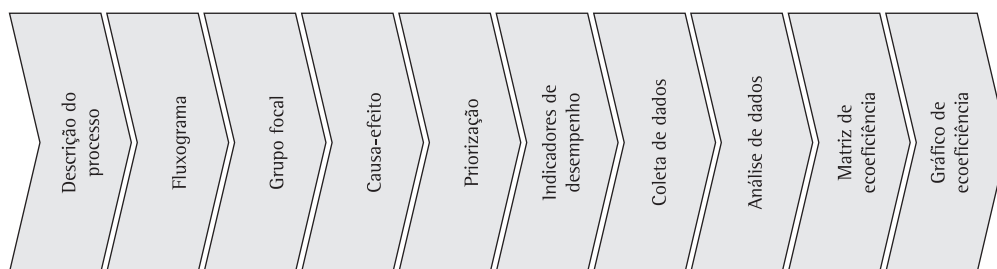 Descrição do
processo
Fluxograma
Grupo focal
Causa-efeito
Priorização
Indicadores de
desempenho
Coleta de dados
Análise de dados
Matriz de
ecoeficiência
Gráfico de
ecoeficiência